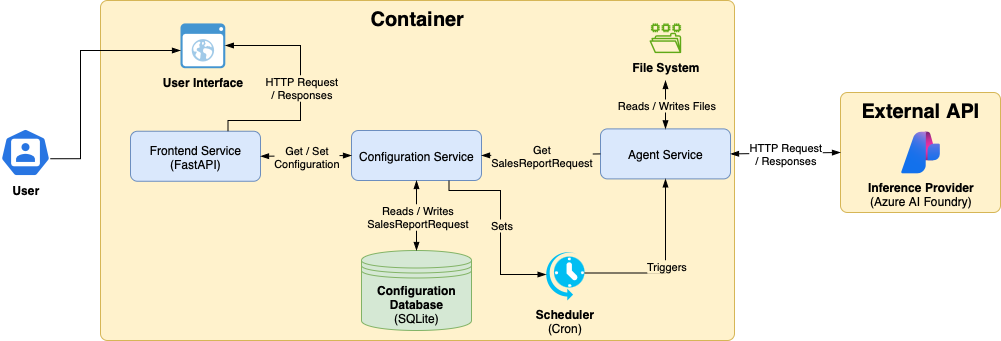 Container
User Interface
HTTP Request
/ Responses
File System
Reads / Writes Files
External API
Frontend Service
(FastAPI)
Get / Set
Configuration
Configuration Service
Get
SalesReportRequest
Agent Service
HTTP Request
/ Responses
Inference Provider
(Azure AI Foundry)
User
Reads / Writes
SalesReportRequest
Sets
Triggers
Configuration
Database
(SQLite)
Scheduler
(Cron)